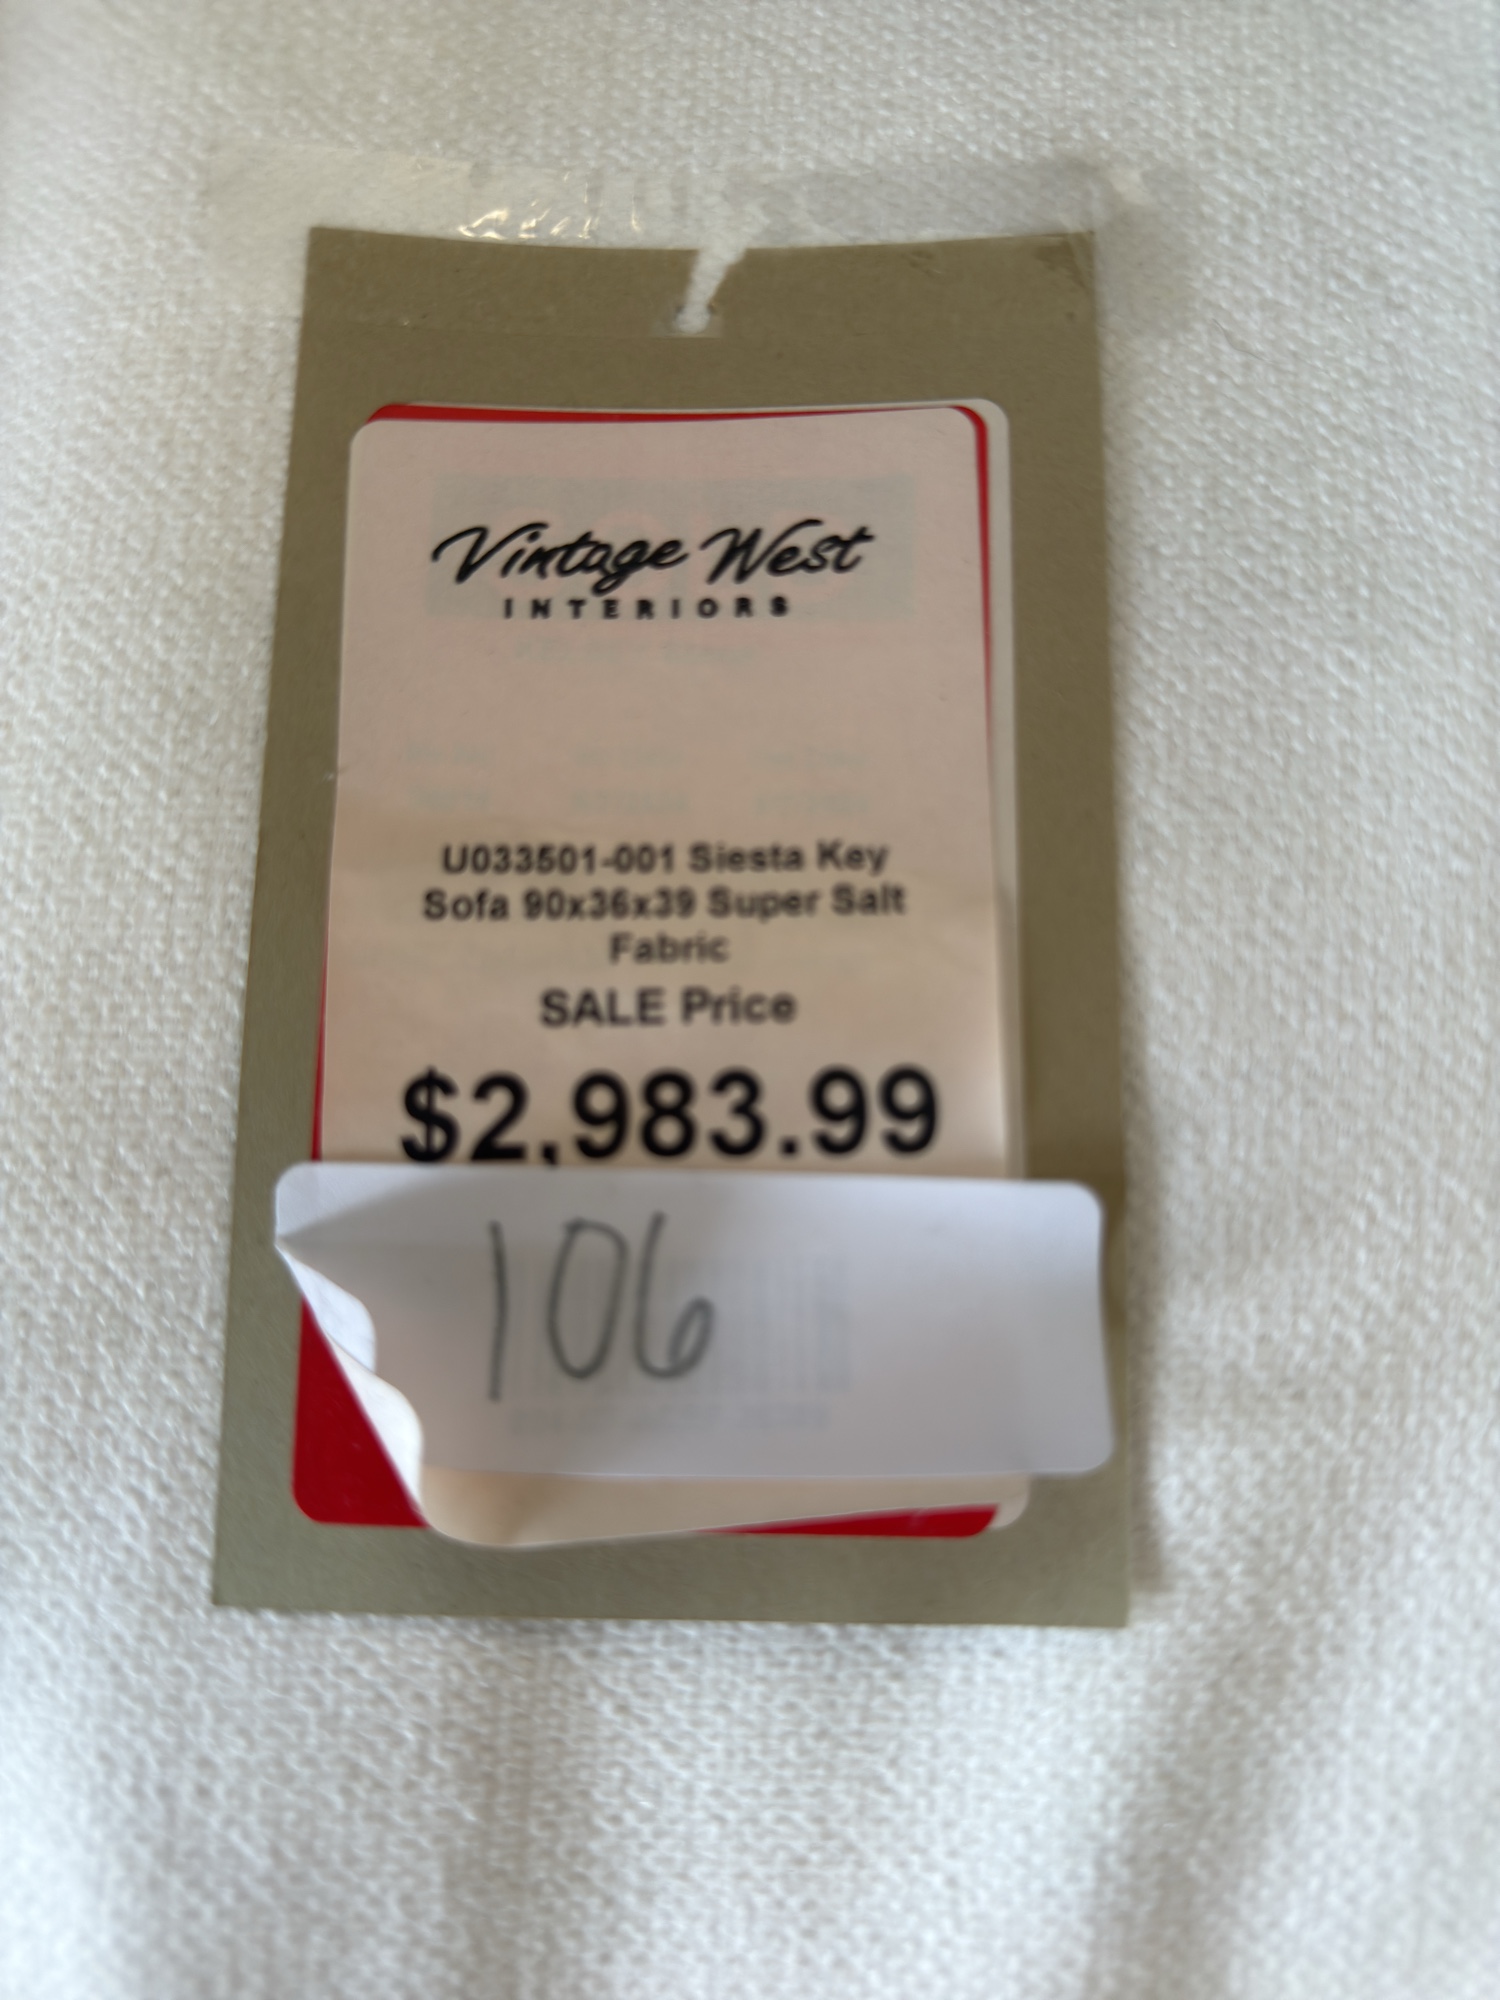 Vintage West
INTERIORS
U033501-001 Siesta Key
Sofa 90x36x39 Super Salt
Fabric
SALE Price
$2,983.99
106